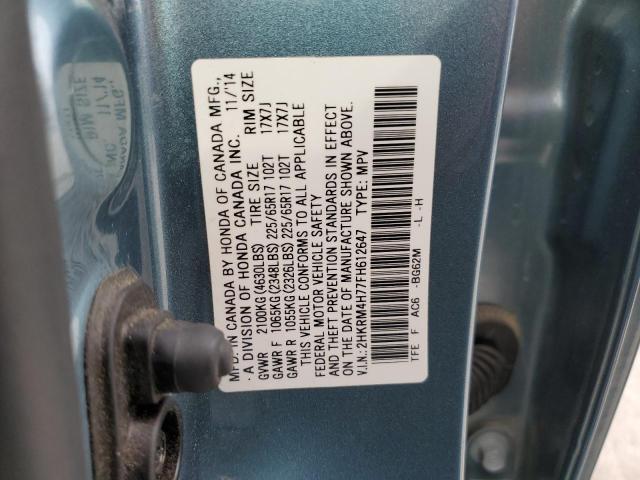 MFD. IN CANADA BY HONDA OF CANADA MFG.,
A DIVISION OF HONDA CANADA INC. 11/'14
GVWR 2100KG(4630LBS) TIRE SIZE RIM SIZE
GAWR F 1065KG(2348LBS) 225/65R17 102T 17X7J
GAWR R 1055KG(2326LBS) 225/65R17 102T 17X7J
THIS VEHICLE CONFORMS TO ALL APPLICABLE
FEDERAL MOTOR VEHICLE SAFETY
AND THEFT PREVENTION STANDARDS IN EFFECT
ON THE DATE OF MANUFACTURE SHOWN ABOVE.
V.I.N.: 2HKRM4H77FH612647 TYPE: MPV
TFE F AC6 -BG62M -L -H